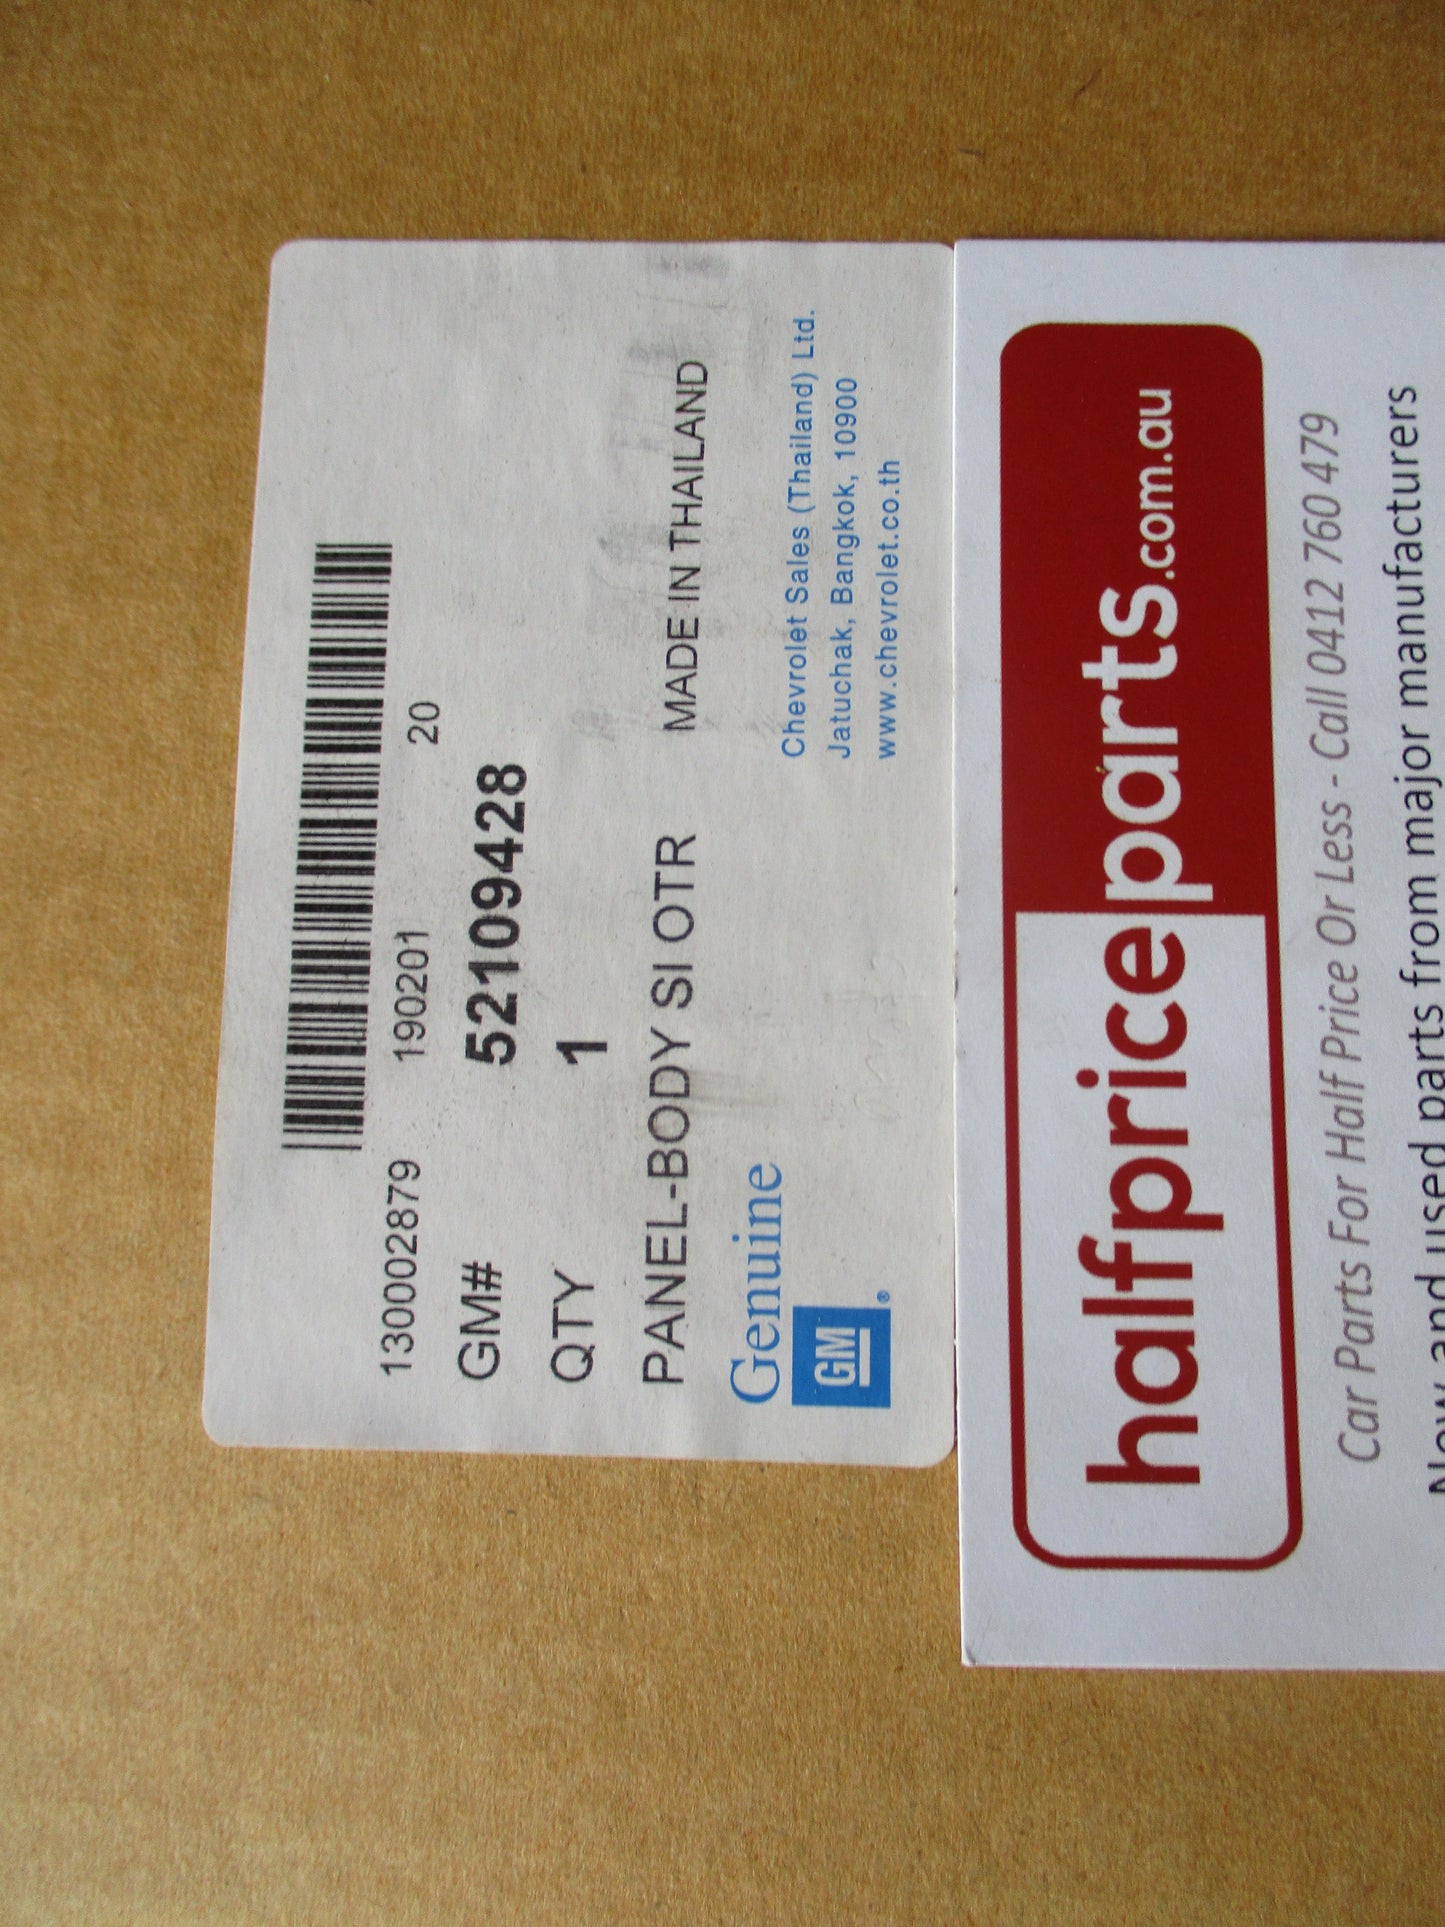 130002879 190201 20
GM# 52109428
QTY 1
PANEL-BODY SI OTR MADE IN THAILAND
Genuine
GM®
Chevrolet Sales (Thailand) Ltd.
Jatuchak, Bangkok, 10900
www.chevrolet.co.th
halfpriceparts.com.au
Car Parts For Half Price Or Less - Call 0412 760 479
New and used parts from major manufacturers